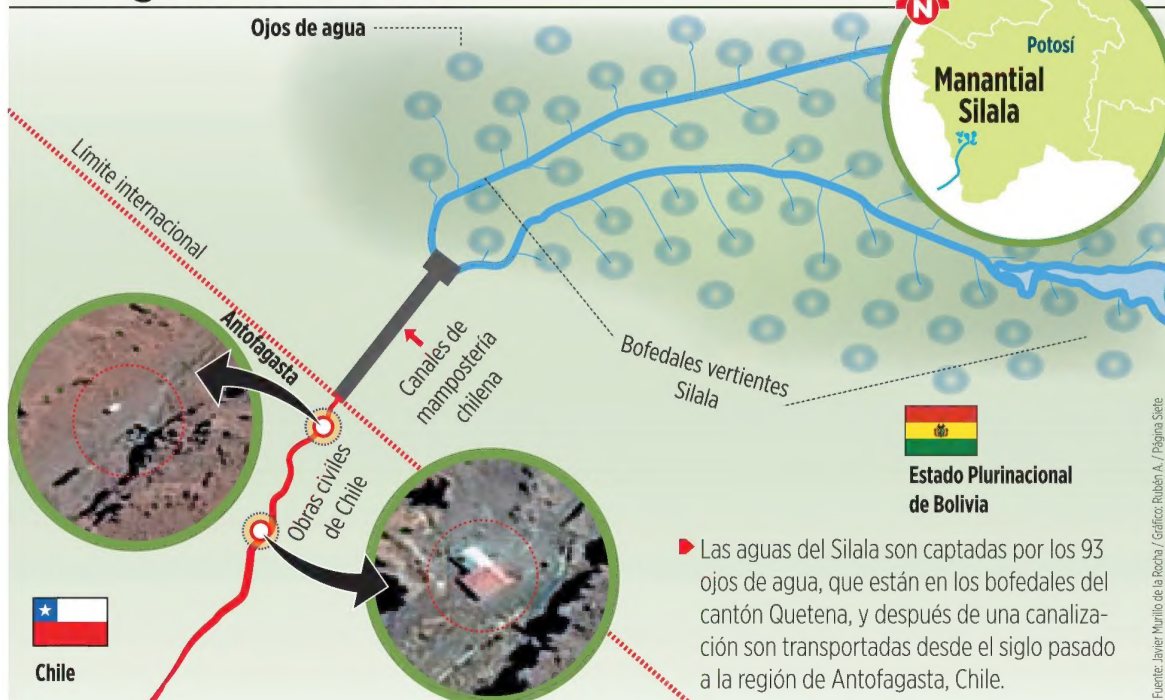 Ojos de agua
N
Potosí
Manantial
Silala
Límite internacional
Antofagasta
Canales de
mampostería
chilena
Bofedales vertientes
Silala
Obras civiles
de Chile
Estado Plurinacional
de Bolivia
Las aguas del Silala son captadas por los 93
ojos de agua, que están en los bofedales del
cantón Quetena, y después de una canaliza-
ción son transportadas desde el siglo pasado
a la región de Antofagasta, Chile.
Chile
Fuente: Javier Murillo de la Rocha / Gráfico: Rubén A. / Página Siete